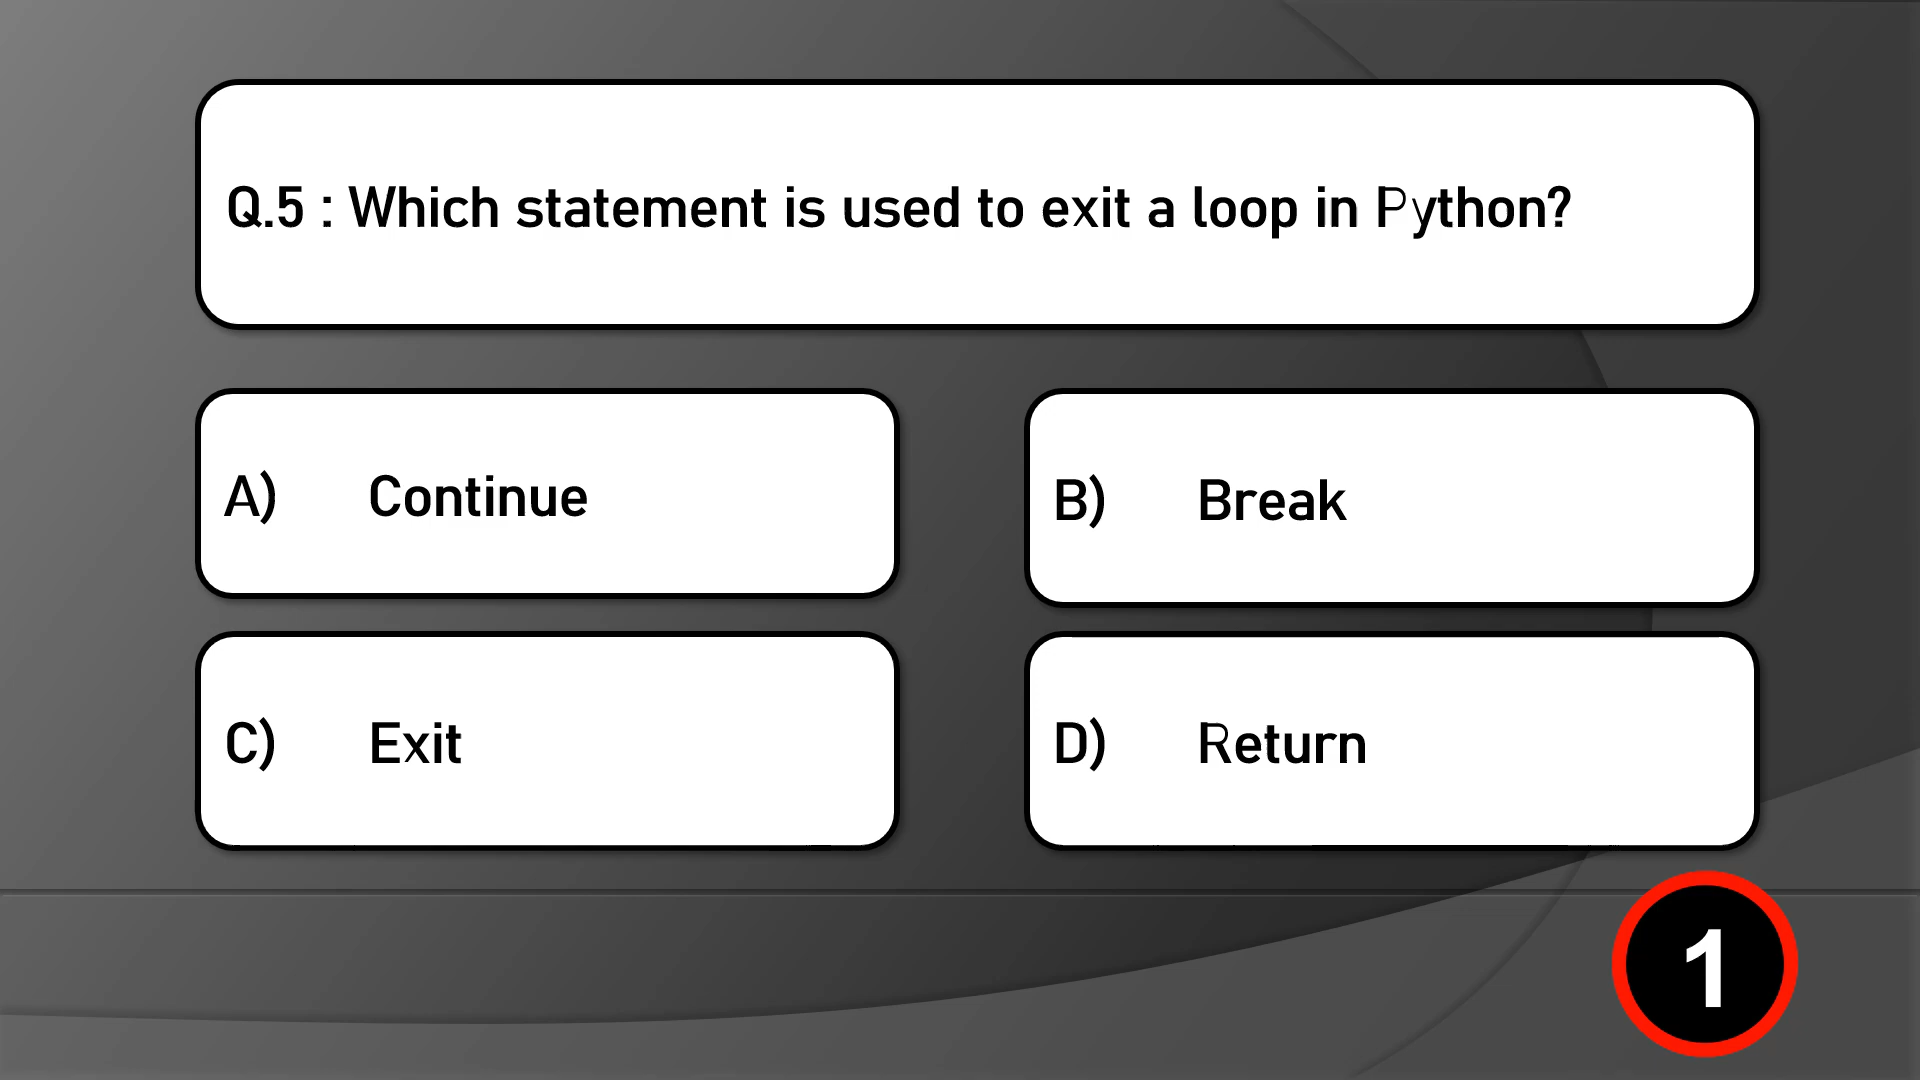 Q.5 : Which statement is used to exit a loop in Python?
A) Continue
B) Break
C) Exit
D) Return
1